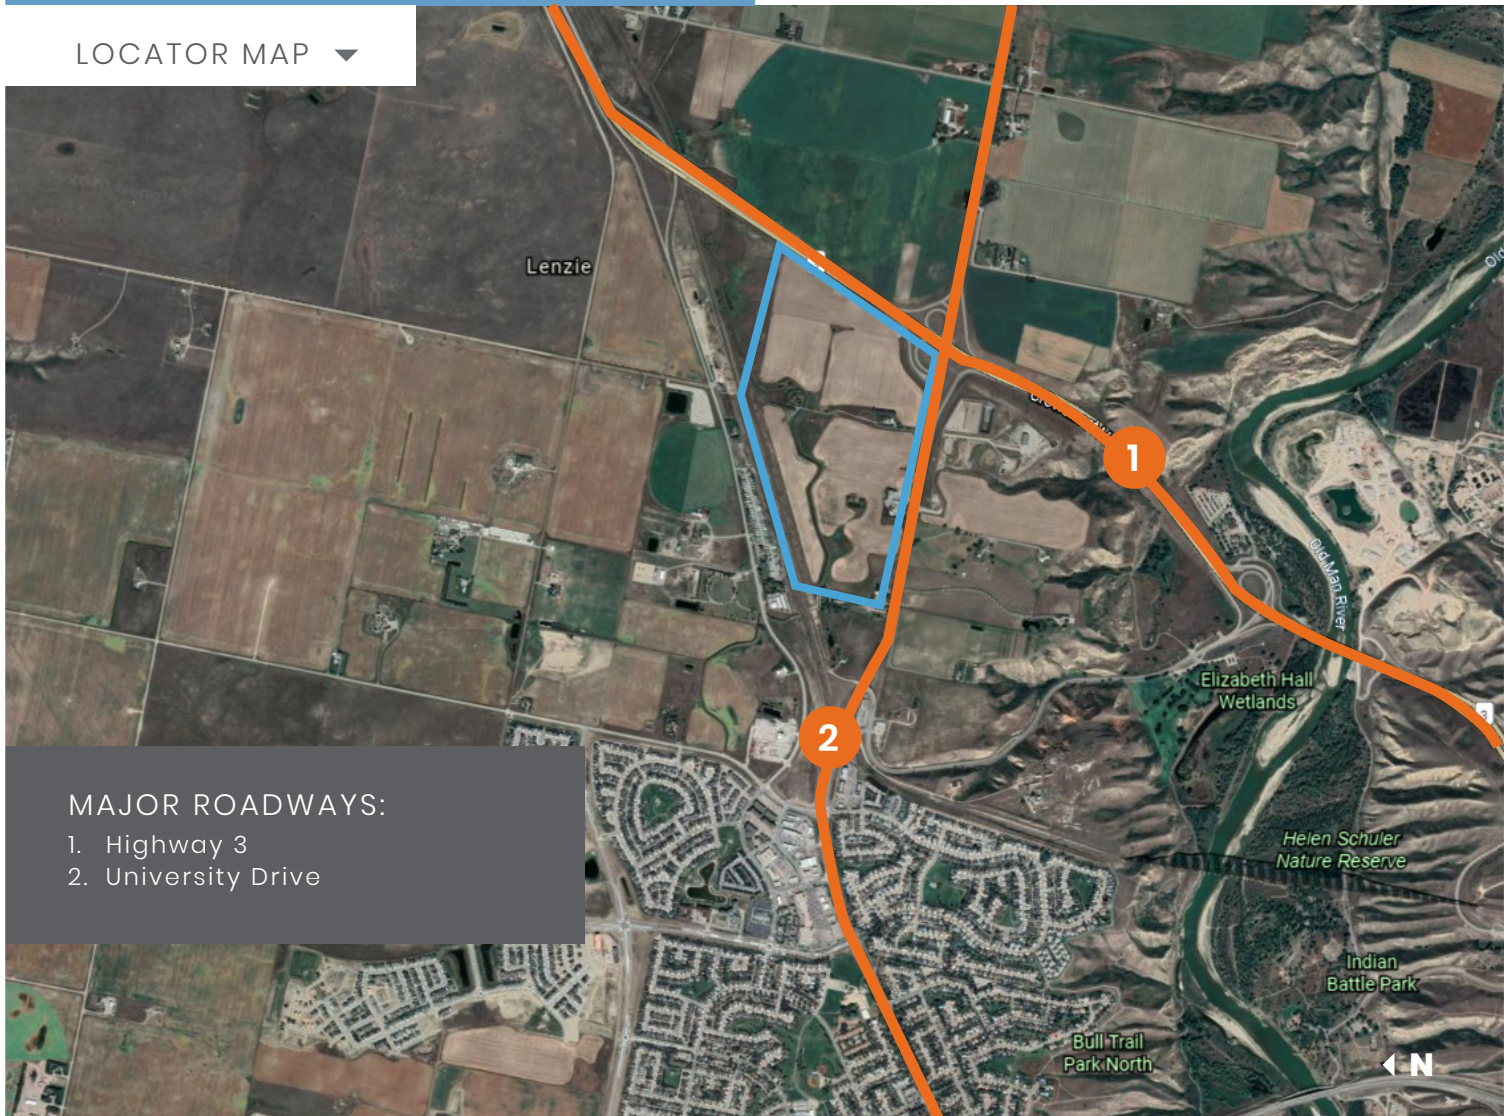 LOCATOR MAP
Lenzie
1
Old Man River
Elizabeth Hall
Wetlands
3
2
MAJOR ROADWAYS:
1. Highway 3
2. University Drive
Helen Schuler
Nature Reserve
Indian
Battle Park
Bull Trail
Park North
N